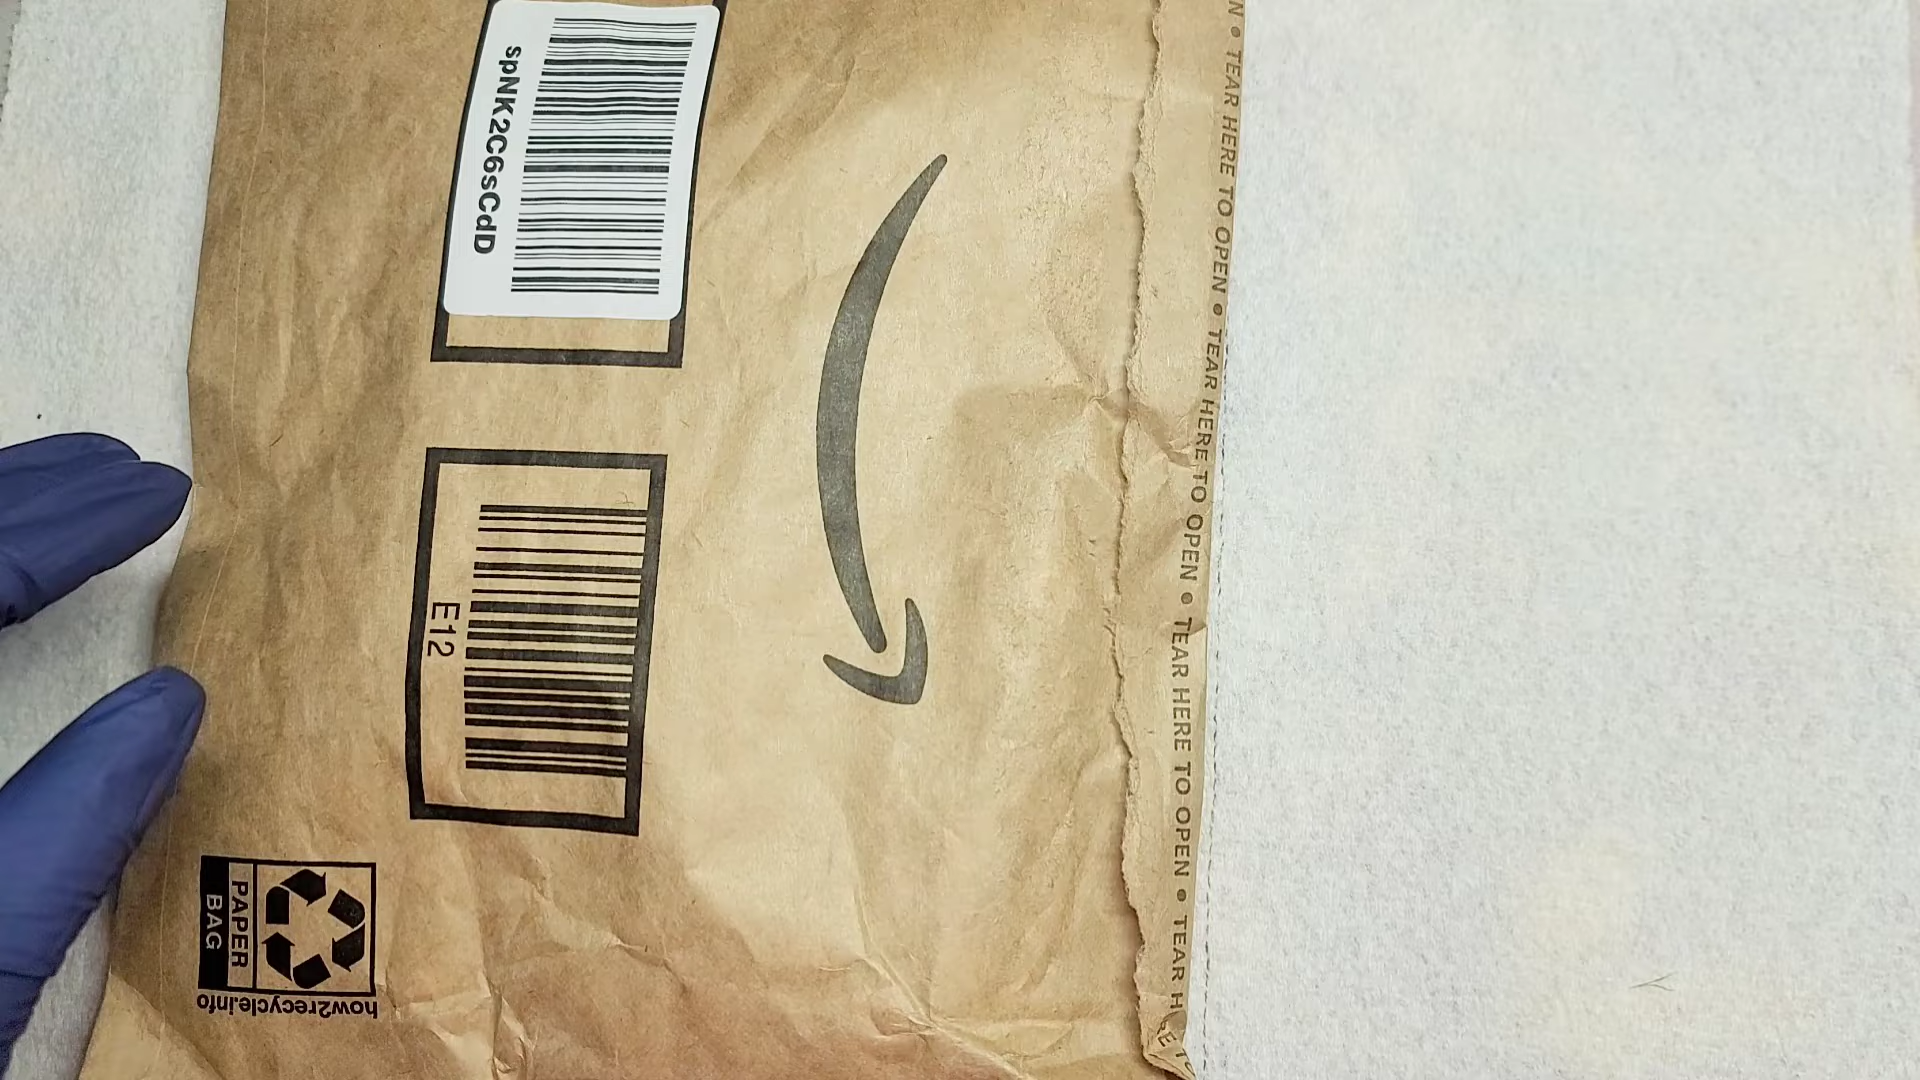 spNK2C6sCdD
E12
PAPER
BAG
how2recycle.info
N • TEAR HERE TO OPEN • TEAR HERE TO OPEN • TEAR HERE TO OPEN • TEAR HERE TO